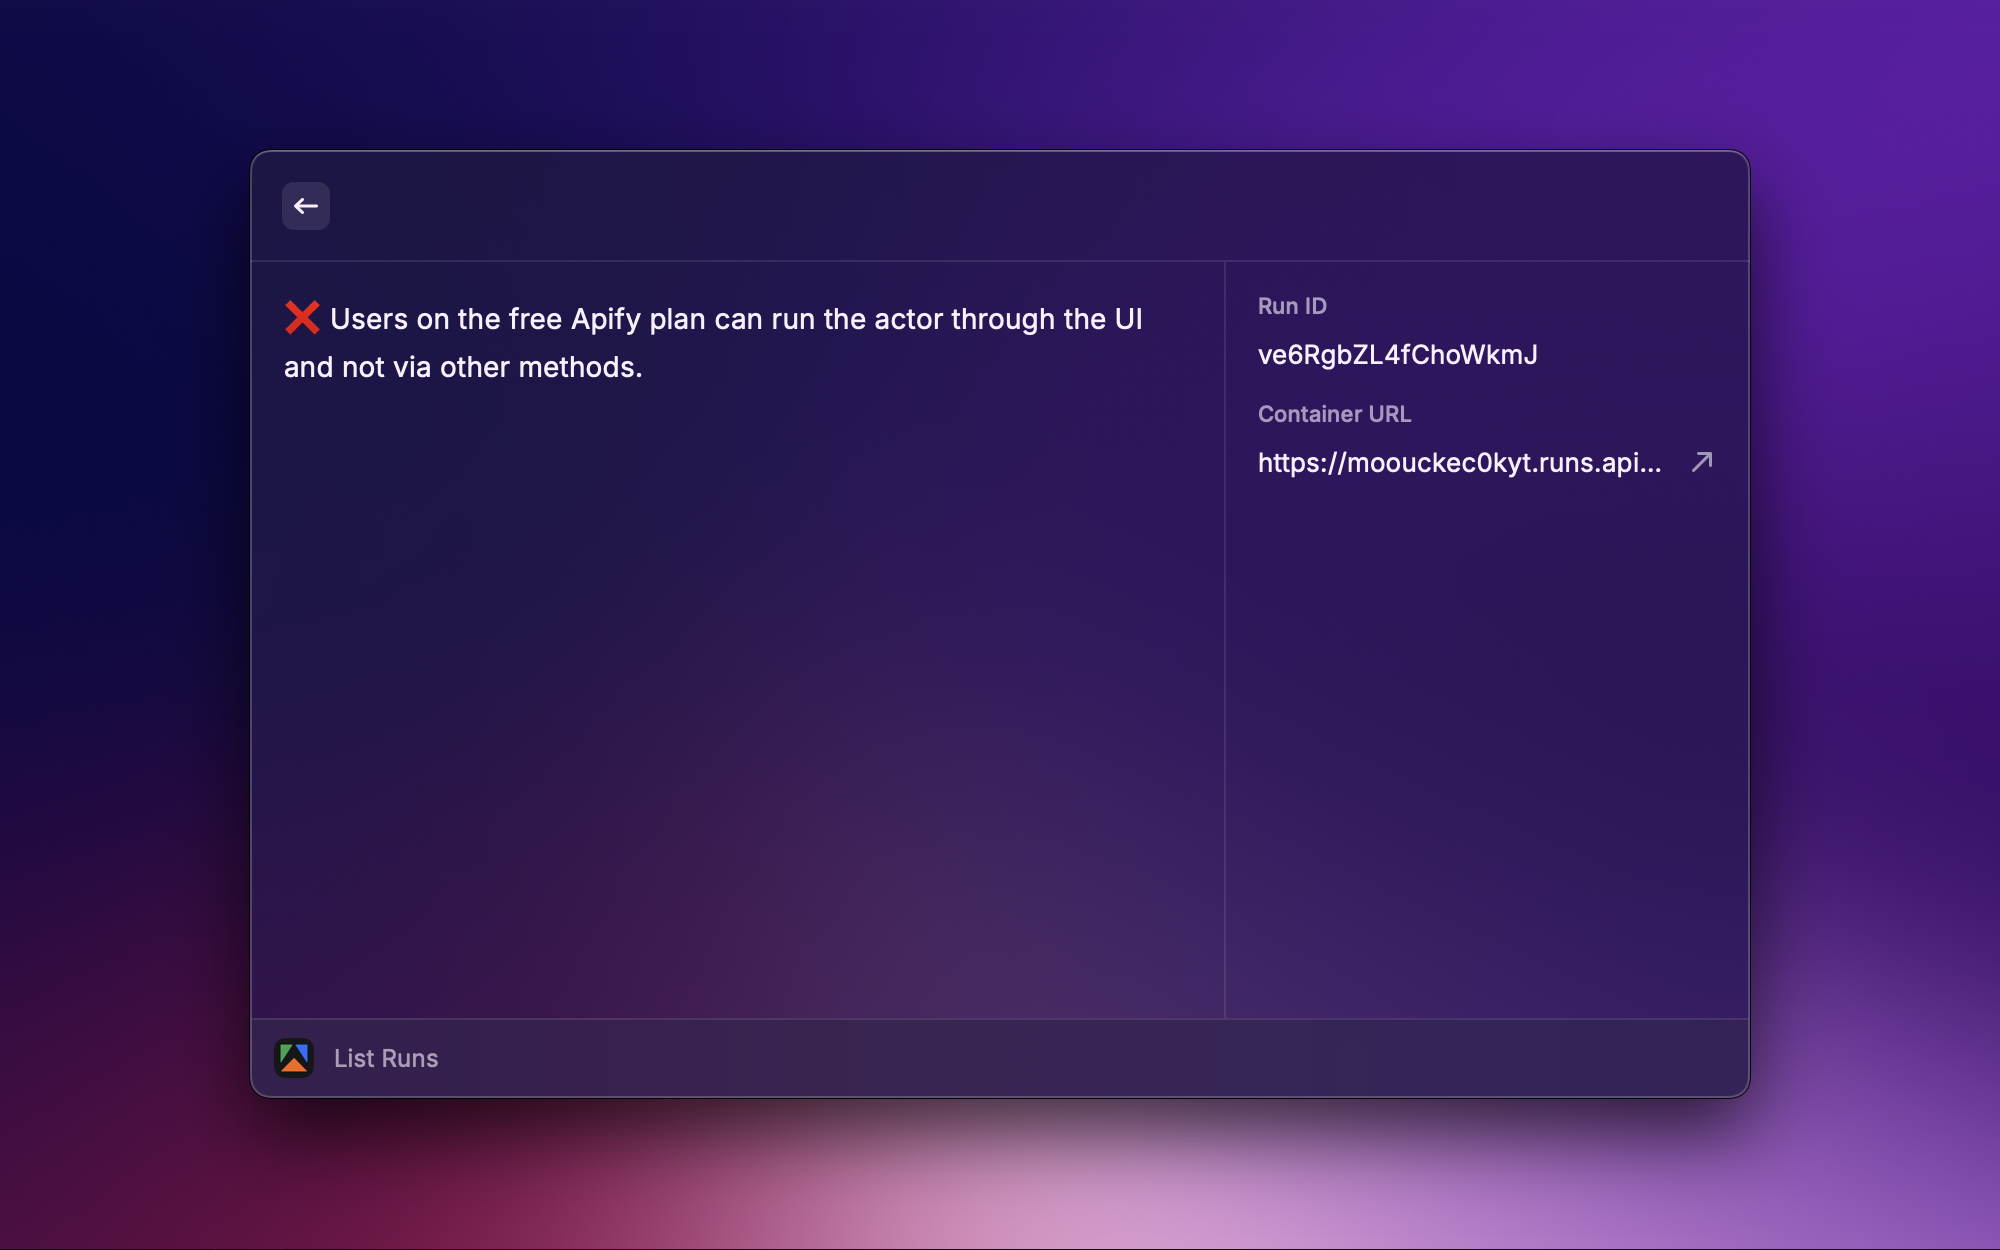 ❌ Users on the free Apify plan can run the actor through the UI
and not via other methods.
Run ID
ve6RgbZL4fChoWkmJ
Container URL
https://moouckec0kyt.runs.api...
List Runs